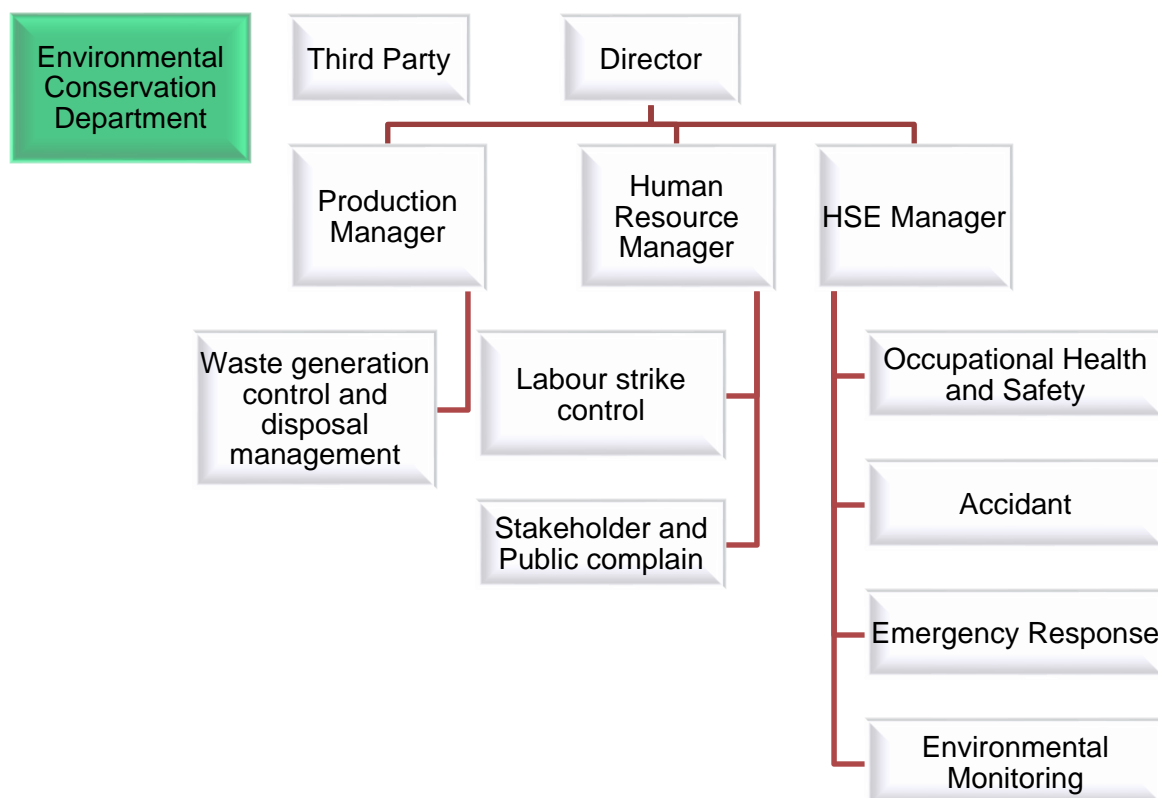 Environmental
Conservation
Department
Third Party
Director
Production
Manager
Human
Resource
Manager
HSE Manager
Waste generation
control and
disposal
management
Labour strike
control
Stakeholder and
Public complain
Occupational Health
and Safety
Accidant
Emergency Response
Environmental
Monitoring